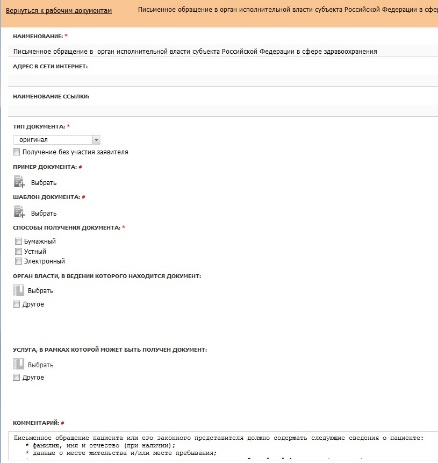 Вернуться к рабочим документам
Письменное обращение в орган исполнительной власти субъекта Российской Федерации в сфер
НАИМЕНОВАНИЕ: *
Письменное обращение в орган исполнительной власти субъекта Российской Федерации в сфере здравоохранения
АДРЕС В СЕТИ ИНТЕРНЕТ:
НАИМЕНОВАНИЕ ССЫЛКИ:
ТИП ДОКУМЕНТА: *
оригинал
Получение без участия заявителя
ПРИМЕР ДОКУМЕНТА: *
Выбрать
ШАБЛОН ДОКУМЕНТА: *
Выбрать
СПОСОБЫ ПОЛУЧЕНИЯ ДОКУМЕНТА: *
Бумажный
Устный
Электронный
ОРГАН ВЛАСТИ, В ВЕДЕНИИ КОТОРОГО НАХОДИТСЯ ДОКУМЕНТ:
Выбрать
Другое
УСЛУГА, В РАМКАХ КОТОРОЙ МОЖЕТ БЫТЬ ПОЛУЧЕН ДОКУМЕНТ:
Выбрать
Другое
КОММЕНТАРИЙ: *
Письменное обращение пациента или его законного представителя должно содержать следующие сведения о пациенте:
* фамилия, имя и отчество (при наличии);
* данные о месте жительства и/или месте пребывания;